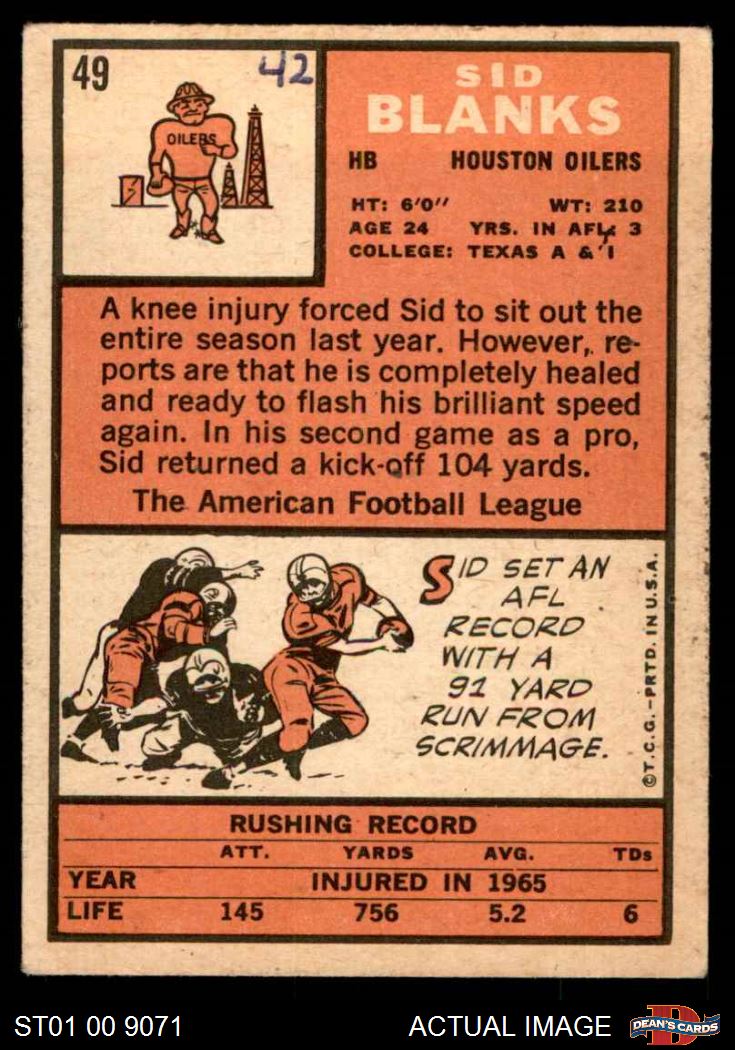 49
42
OILERS
SID
BLANKS
HB HOUSTON OILERS
HT: 6'0" WT: 210
AGE 24 YRS. IN AFL 3
COLLEGE: TEXAS A & I
A knee injury forced Sid to sit out the
entire season last year. However, re-
ports are that he is completely healed
and ready to flash his brilliant speed
again. In his second game as a pro,
Sid returned a kick-off 104 yards.
The American Football League
SID SET AN
AFL
RECORD
WITH A
91 YARD
RUN FROM
SCRIMMAGE.
©T.C.G.-PRTD. IN U.S.A.
RUSHING RECORD
ATT. YARDS AVG. TDs
YEAR INJURED IN 1965
LIFE 145 756 5.2 6
ST01 00 9071 ACTUAL IMAGE D DEAN'S CARDS